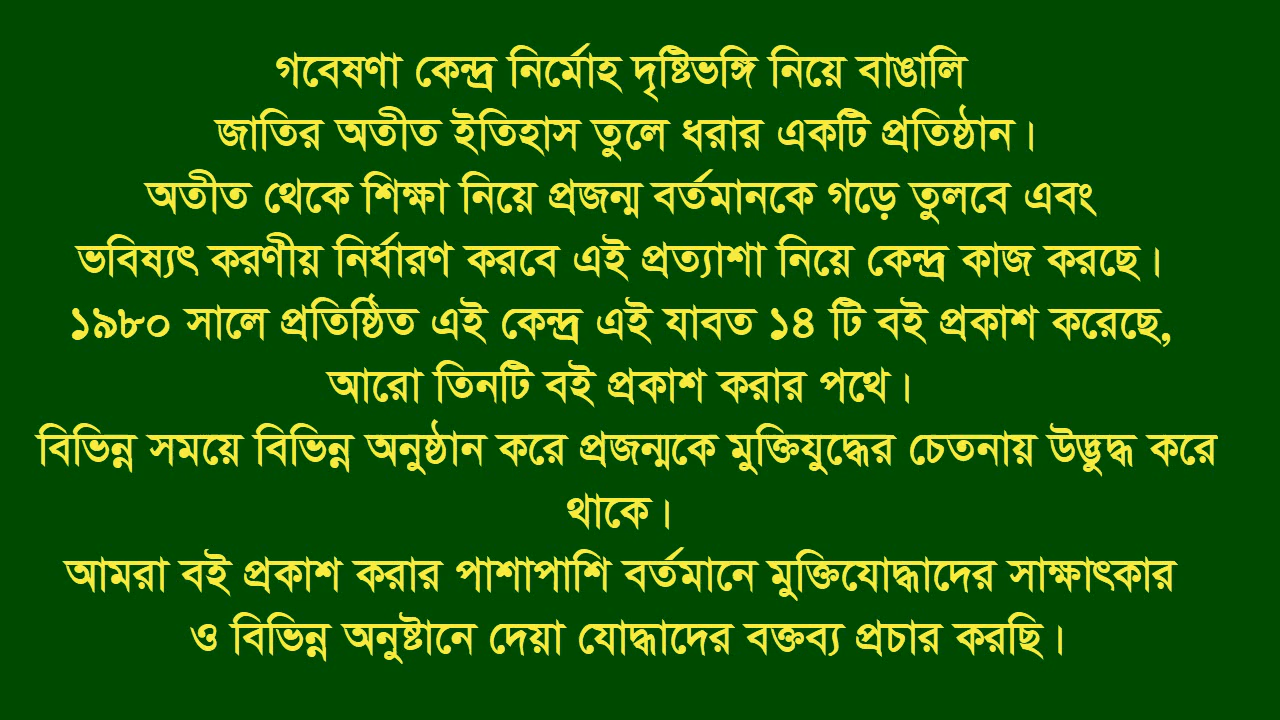 গবেষণা কেন্দ্র নির্মোহ দৃষ্টিভঙ্গি নিয়ে বাঙালি
জাতির অতীত ইতিহাস তুলে ধরার একটি প্রতিষ্ঠান।
অতীত থেকে শিক্ষা নিয়ে প্রজন্ম বর্তমানকে গড়ে তুলবে এবং
ভবিষ্যৎ করণীয় নির্ধারণ করবে এই প্রত্যাশা নিয়ে কেন্দ্র কাজ করছে।
১৯৮০ সালে প্রতিষ্ঠিত এই কেন্দ্র এই যাবত ১৪ টি বই প্রকাশ করেছে,
আরো তিনটি বই প্রকাশ করার পথে।
বিভিন্ন সময়ে বিভিন্ন অনুষ্ঠান করে প্রজন্মকে মুক্তিযুদ্ধের চেতনায় উদ্ভুদ্ধ করে
থাকে।
আমরা বই প্রকাশ করার পাশাপাশি বর্তমানে মুক্তিযোদ্ধাদের সাক্ষাৎকার
ও বিভিন্ন অনুষ্টানে দেয়া যোদ্ধাদের বক্তব্য প্রচার করছি।